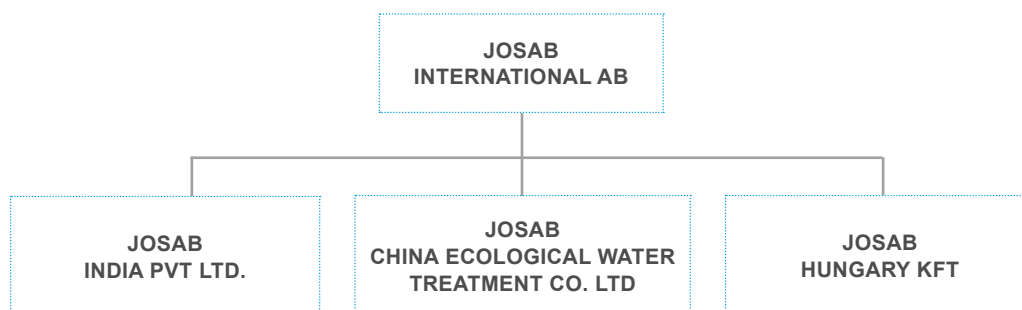 JOSAB
INTERNATIONAL AB
JOSAB
INDIA PVT LTD.
JOSAB
CHINA ECOLOGICAL WATER
TREATMENT CO. LTD
JOSAB
HUNGARY KFT